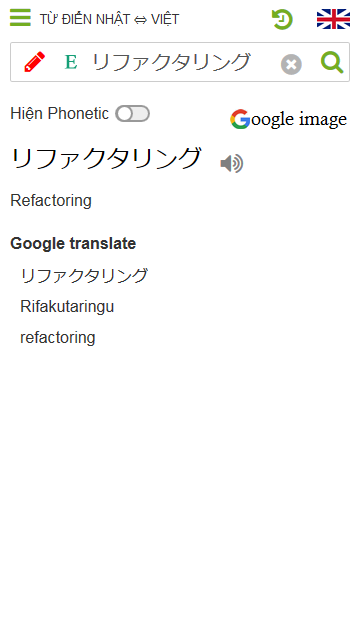 TỪ ĐIỂN NHẬT ⇔ VIỆT
E リファクタリング
Hiện Phonetic
Google image
リファクタリング
Refactoring
Google translate
リファクタリング
Rifakutaringu
refactoring